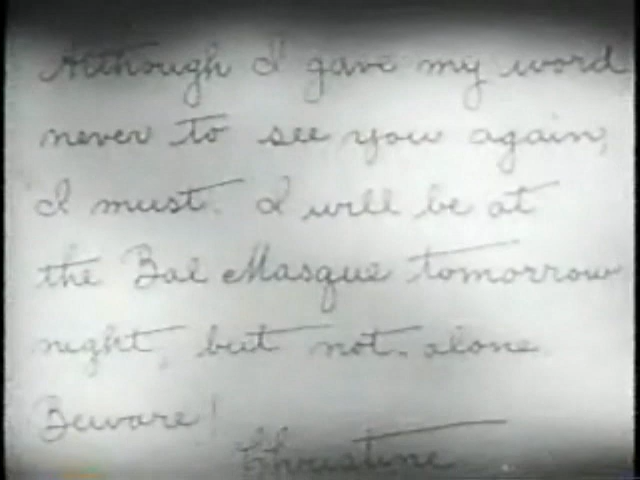 Although I gave my word
never to see you again,
I must. I will be at
the Bal Masque tomorrow
night, but not alone.
Beware!
Christine